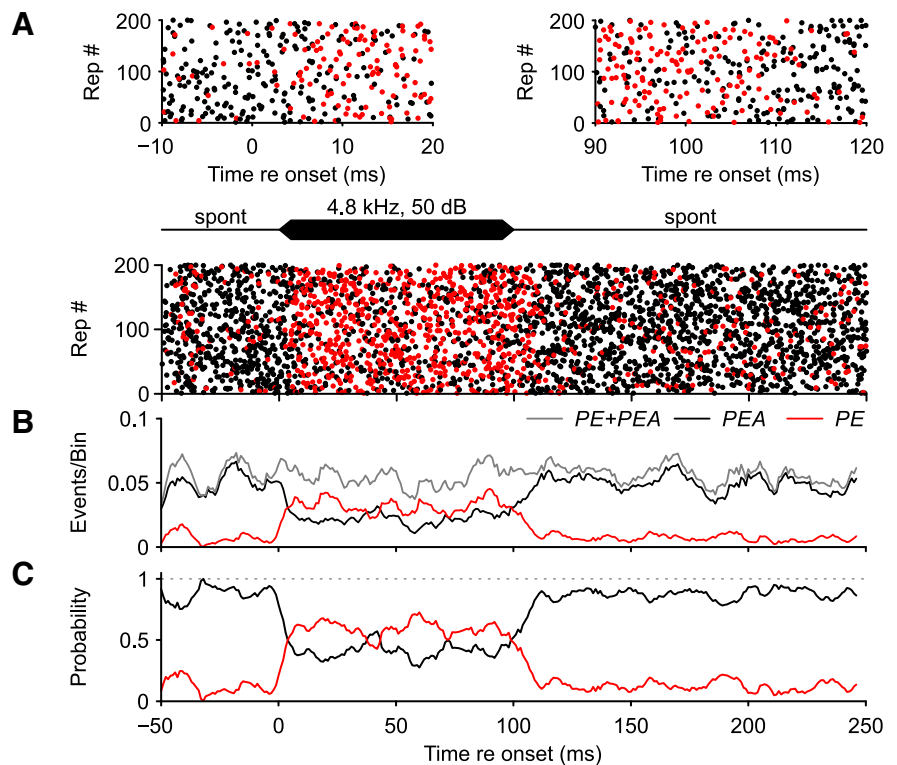 A
Rep #
200
100
0
−10 0 10 20
Time re onset (ms)
Rep #
200
100
0
90 100 110 120
Time re onset (ms)
spont 4.8 kHz, 50 dB spont
Rep #
200
100
0
B
Events/Bin
0.1
0.05
0
PE+PEA PEA PE
C
Probability
1
0.5
0
−50 0 50 100 150 200 250
Time re onset (ms)